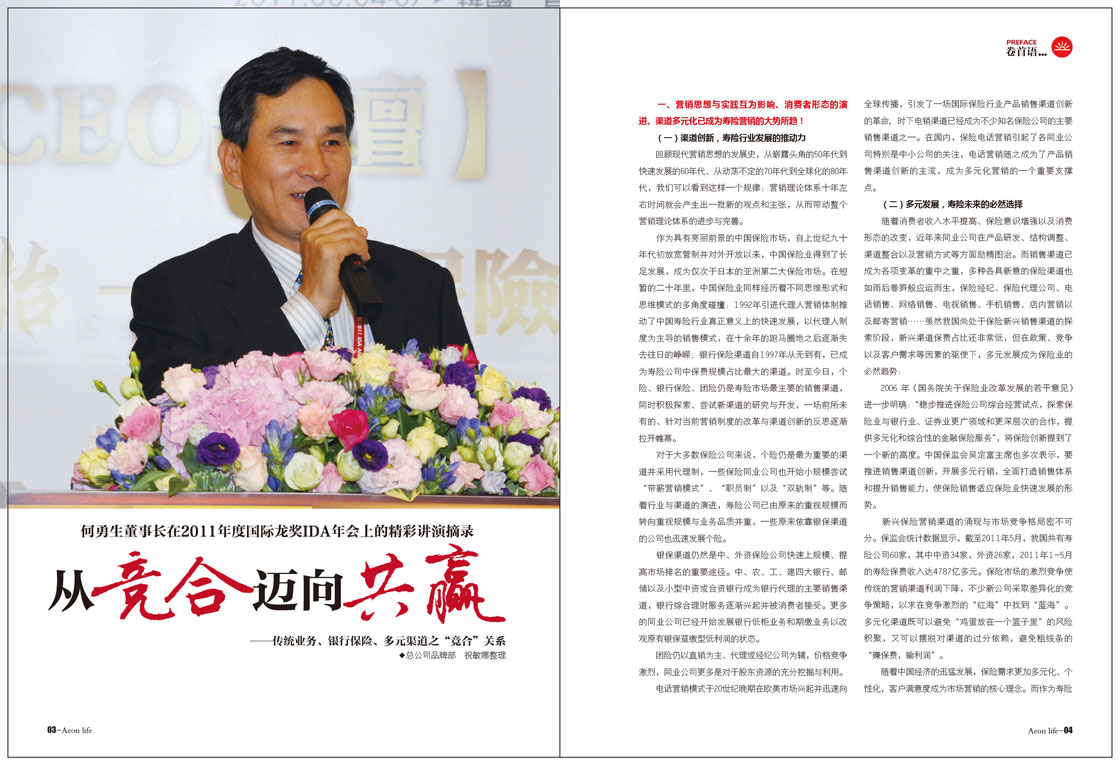 2011.06.04-07
CEO
壇】
03-Aeon life
何勇生董事长在2011年度国际龙奖IDA年会上的精彩讲演摘录
从竞合迈向共赢
——传统业务、银行保险、多元渠道之“竞合”关系
◆总公司品牌部 祝敏娜整理
PREFACE
卷首语...
一、营销思想与实践互为影响、消费者形态的演
进、渠道多元化已成为寿险营销的大势所趋！
（一）渠道创新，寿险行业发展的推动力
回顾现代营销思想的发展史，从崭露头角的50年代到
快速发展的60年代、从动荡不定的70年代到全球化的80年
代，我们可以看到这样一个规律：营销理论体系十年左
右时间就会产生出一批新的观点和主张，从而带动整个
营销理论体系的进步与完善。
作为具有亮丽前景的中国保险市场，自上世纪九十
年代初放宽管制并对外开放以来，中国保险业得到了长
足发展，成为仅次于日本的亚洲第二大保险市场。在短
暂的二十年里，中国保险业同样经历着不同思维形式和
思维模式的多角度碰撞：1992年引进代理人营销体制推
动了中国寿险行业真正意义上的快速发展，以代理人制
度为主导的销售模式，在十余年的跑马圈地之后逐渐失
去往日的峥嵘；银行保险渠道自1997年从无到有，已成
为寿险市场中保费规模占比最大的渠道。时至今日，个
险、银行保险、团险仍是寿险市场最主要的销售渠道，
同时积极探索、尝试新渠道的研究与开发，一场前所未
有的、针对当前营销制度的改革与渠道创新的反思逐渐
拉开帷幕。
对于大多数保险公司来说，个险仍是最为重要的渠
道并采用代理制，一些保险同业公司也开始小规模尝试
“带薪营销模式”、“职员制”以及“双轨制”等。随
着行业与渠道的演进，寿险公司已由原来的重视规模而
转向重视规模与业务品质并重，一些原来依靠银保渠道
的公司也迅速发展个险。
银保渠道仍然是中、外资保险公司快速上规模、提
高市场排名的重要途径。中、农、工、建四大银行、邮
储以及小型中资或合资银行成为银行代理的主要销售渠
道，银行综合理财服务逐渐兴起并被消费者接受。更多
的同业公司已经开始发展银行低柜业务和期缴业务以改
观原有银保趸缴型低利润的状态。
团险仍以直销为主、代理或经纪公司为辅，价格竞争
激烈，同业公司更多是对于股东资源的充分挖掘与利用。
电话营销模式于20世纪晚期在欧美市场兴起并迅速向
全球传播，引发了一场国际保险行业产品销售渠道创新
的革命，时下电销渠道已经成为不少知名保险公司的主要
销售渠道之一。在国内，保险电话营销引起了各同业公
司特别是中小公司的关注，电话营销随之成为了产品销
售渠道创新的主流，成为多元化营销的一个重要支撑
点。
（二）多元发展，寿险未来的必然选择
随着消费者收入水平提高、保险意识增强以及消费
形态的改变，近年来同业公司在产品研发、结构调整、
渠道整合以及营销方式等方面励精图治。而销售渠道已
成为各项变革的重中之重，多种各具新意的保险渠道也
如雨后春笋般应运而生，保险经纪、保险代理公司、电
话销售、网络销售、电视销售、手机销售、店内营销以
及邮寄营销……虽然我国尚处于保险新兴销售渠道的探
索阶段，新兴渠道保费占比还非常低，但在政策、竞争
以及客户需求等因素的驱使下，多元发展成为保险业的
必然趋势：
2006 年《国务院关于保险业改革发展的若干意见》
进一步明确：“稳步推进保险公司综合经营试点，探索保
险业与银行业、证券业更广领域和更深层次的合作，提
供多元化和综合性的金融保险服务”，将保险创新提到了
一个新的高度。中国保监会吴定富主席也多次表示，要
推进销售渠道创新，开展多元行销，全面打造销售体系
和提升销售能力，使保险销售适应保险业快速发展的形
势。
新兴保险营销渠道的涌现与市场竞争格局密不可
分。保监会统计数据显示，截至2011年5月，我国共有寿
险公司60家，其中中资34家，外资26家，2011年1-5月
的寿险保费收入达4787亿多元。保险市场的激烈竞争使
传统的营销渠道利润下降，不少公司采取差异化的竞
争策略，以求在竞争激烈的“红海”中找到“蓝海”。
多元化渠道既可以避免“鸡蛋放在一个篮子里”的风险
积聚，又可以摆脱对渠道的过分依赖，避免粗线条的
“赚保费，输利润”。
随着中国经济的迅猛发展，保险需求更加多元化、个
性化，客户满意度成为市场营销的核心理念。而作为寿险
Aeon life-04